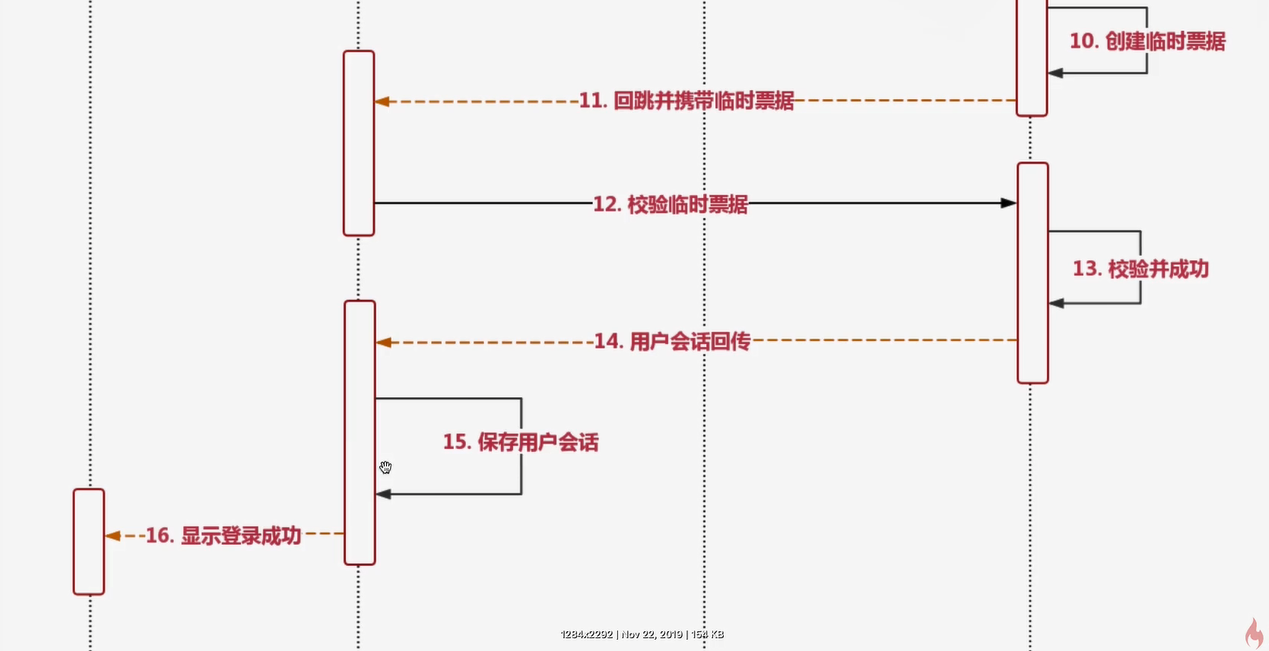 10. 创建临时票据
11. 回跳并携带临时票据
12. 校验临时票据
13. 校验并成功
14. 用户会话回传
15. 保存用户会话
16. 显示登录成功
1284x2292 | Nov 22, 2019 | 154 KB